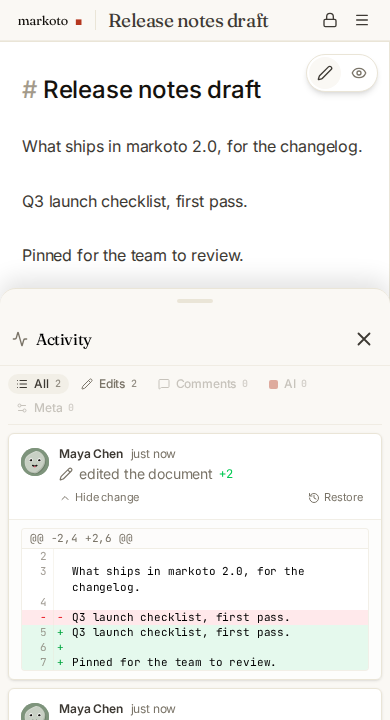 markoto Release notes draft
# Release notes draft
What ships in markoto 2.0, for the changelog.
Q3 launch checklist, first pass.
Pinned for the team to review.
Activity
All 2 Edits 2 Comments 0 AI 0
Meta 0
Maya Chen just now
edited the document +2
Hide change Restore
@@ -2,4 +2,6 @@
2
3 What ships in markoto 2.0, for the
changelog.
4
- - Q3 launch checklist, first pass.
5 + Q3 launch checklist, first pass.
6 +
7 + Pinned for the team to review.
Maya Chen just now